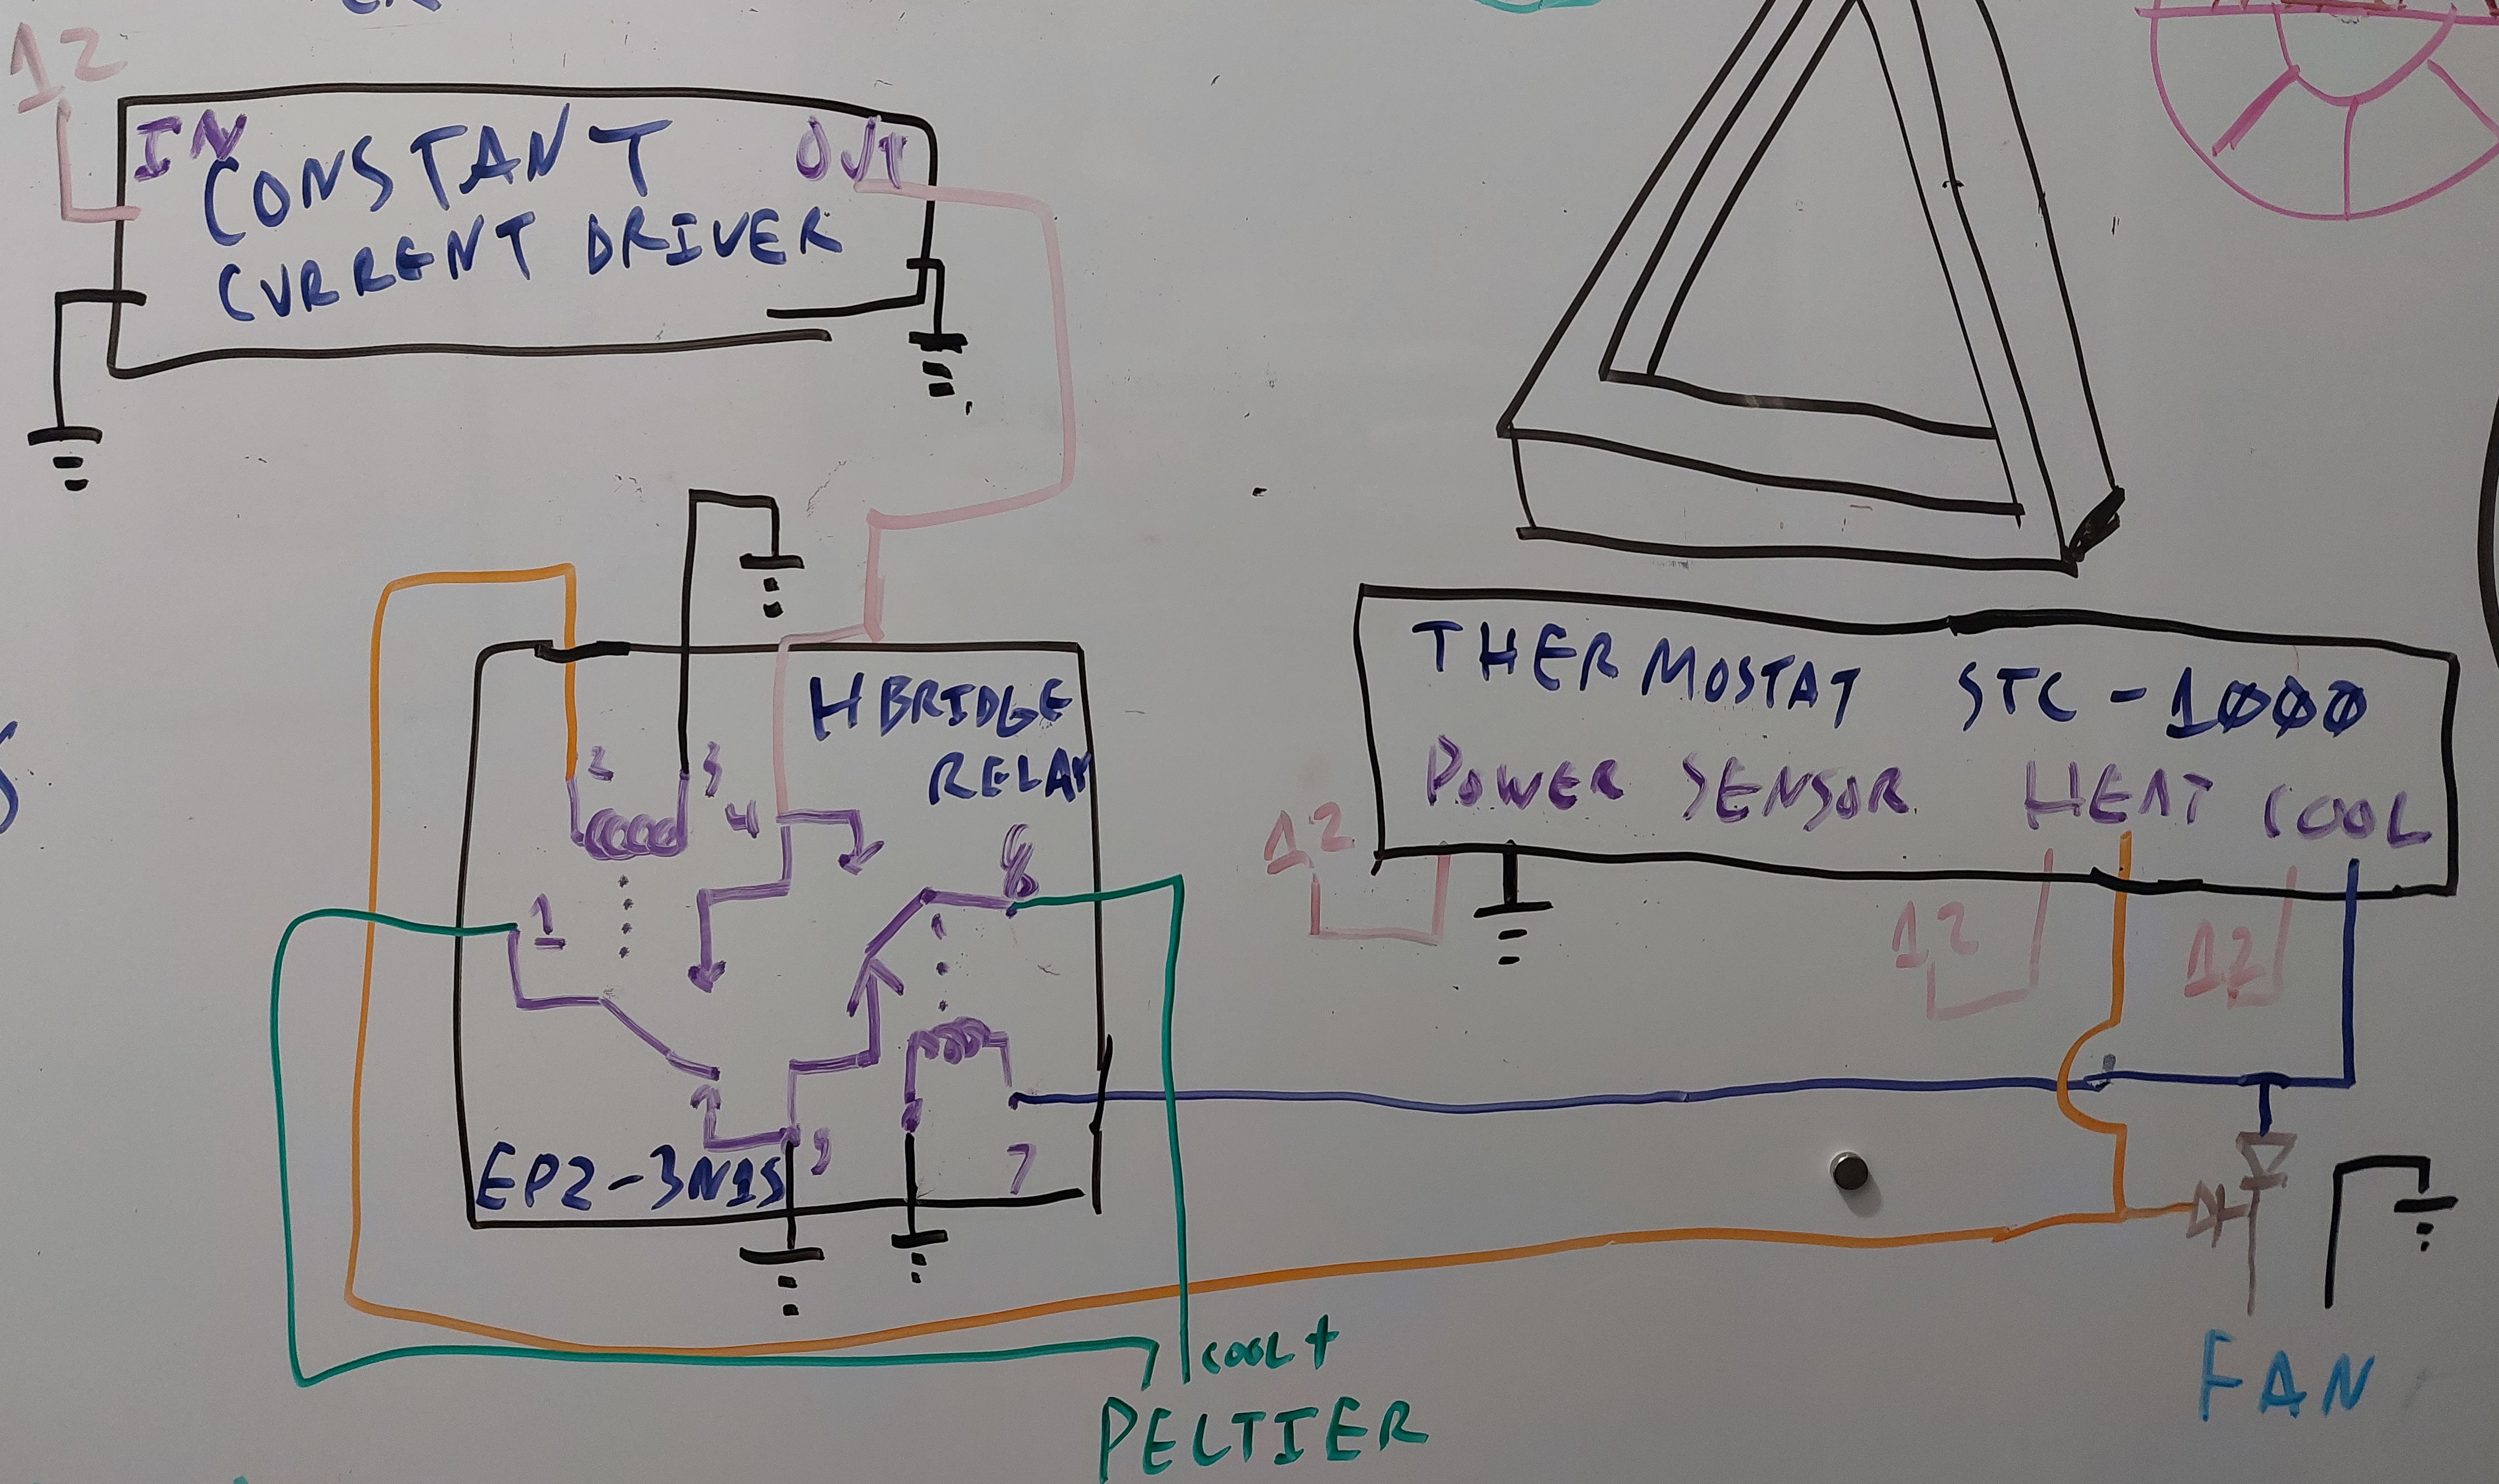 12
IN
OUT
CONSTANT
CURRENT DRIVER
H BRIDGE
RELAY
2
3
4
8
1
9
7
EP2-3N1S
THERMOSTAT STC-1000
POWER SENSOR HEAT COOL
12
12
12
COOL+
PELTIER
FAN